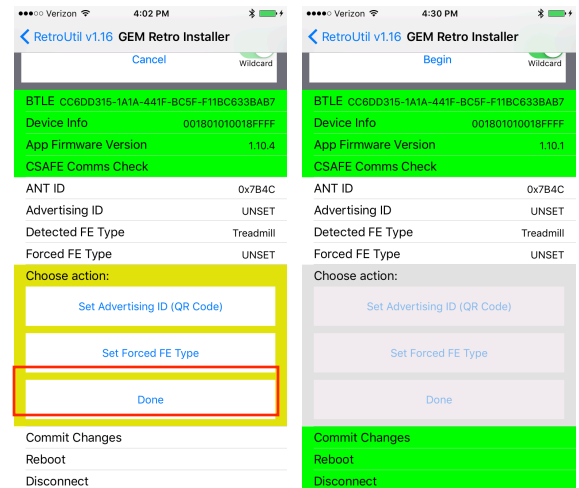 Verizon 4:02 PM
RetroUtil v1.16 GEM Retro Installer
Cancel
Wildcard
BTLE CC6DD315-1A1A-441F-BC5F-F11BC633BAB7
Device Info 001801010018FFFF
App Firmware Version 1.10.4
CSAFE Comms Check
ANT ID 0x7B4C
Advertising ID UNSET
Detected FE Type Treadmill
Forced FE Type UNSET
Choose action:
Set Advertising ID (QR Code)
Set Forced FE Type
Done
Commit Changes
Reboot
Disconnect
Verizon 4:30 PM
RetroUtil v1.16 GEM Retro Installer
Begin
Wildcard
BTLE CC6DD315-1A1A-441F-BC5F-F11BC633BAB7
Device Info 001801010018FFFF
App Firmware Version 1.10.1
CSAFE Comms Check
ANT ID 0x7B4C
Advertising ID UNSET
Detected FE Type Treadmill
Forced FE Type UNSET
Choose action:
Set Advertising ID (QR Code)
Set Forced FE Type
Done
Commit Changes
Reboot
Disconnect